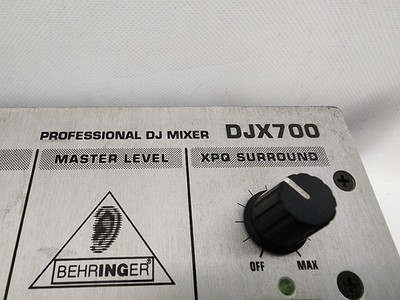 PROFESSIONAL DJ MIXER DJX700
MASTER LEVEL XPQ SURROUND
BEHRINGER
OFF MAX